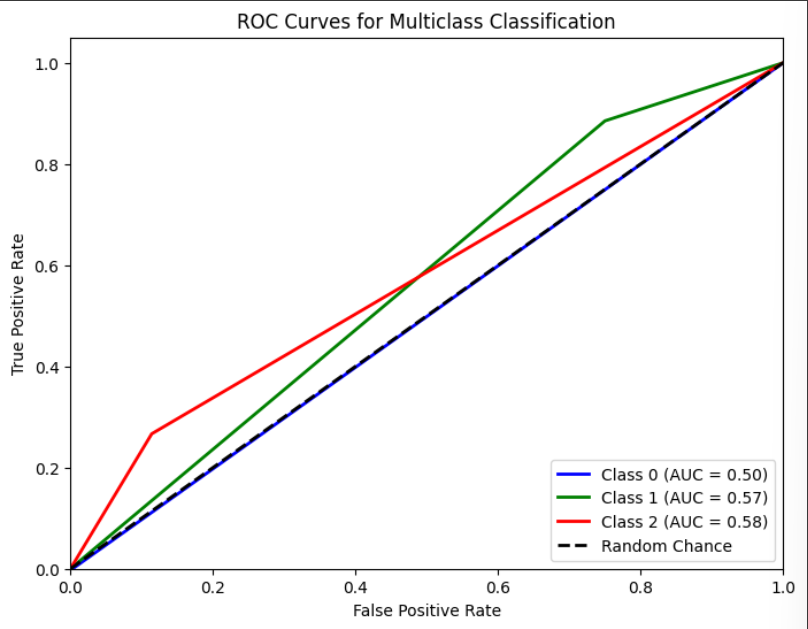 ROC Curves for Multiclass Classification
True Positive Rate
1.0
0.8
0.6
0.4
0.2
0.0
0.0 0.2 0.4 0.6 0.8 1.0
False Positive Rate
Class 0 (AUC = 0.50)
Class 1 (AUC = 0.57)
Class 2 (AUC = 0.58)
Random Chance